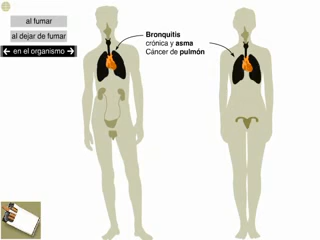 al fumar
al dejar de fumar
en el organismo
Bronquitis
crónica y asma
Cáncer de pulmón